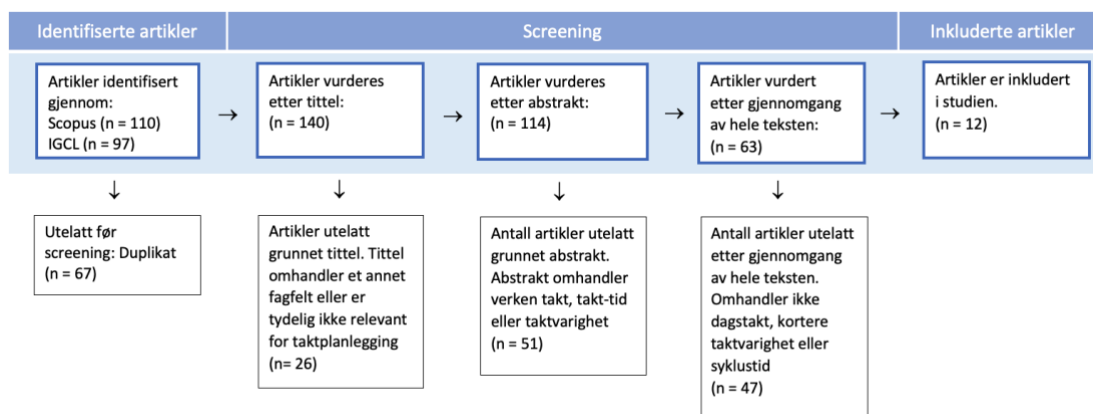 Identifiserte artikler
Screening
Inkluderte artikler
Artikler identifisert
gjennom:
Scopus (n = 110)
IGCL (n = 97)
→
Artikler vurderes
etter tittel:
(n = 140)
→
Artikler vurderes
etter abstrakt:
(n = 114)
→
Artikler vurdert
etter gjennomgang
av hele teksten:
(n = 63)
→
Artikler er inkludert
i studien.
(n = 12)
↓
↓
↓
↓
Utelatt før
screening: Duplikat
(n = 67)
Artikler utelatt
grunnet tittel. Tittel
omhandler et annet
fagfelt eller er
tydelig ikke relevant
for taktplanlegging
(n= 26)
Antall artikler utelatt
grunnet abstrakt.
Abstrakt omhandler
verken takt, takt-tid
eller taktvarighet
(n = 51)
Antall artikler utelatt
etter gjennomgang
av hele teksten.
Omhandler ikke
dagstakt, kortere
taktvarighet eller
syklustid
(n = 47)